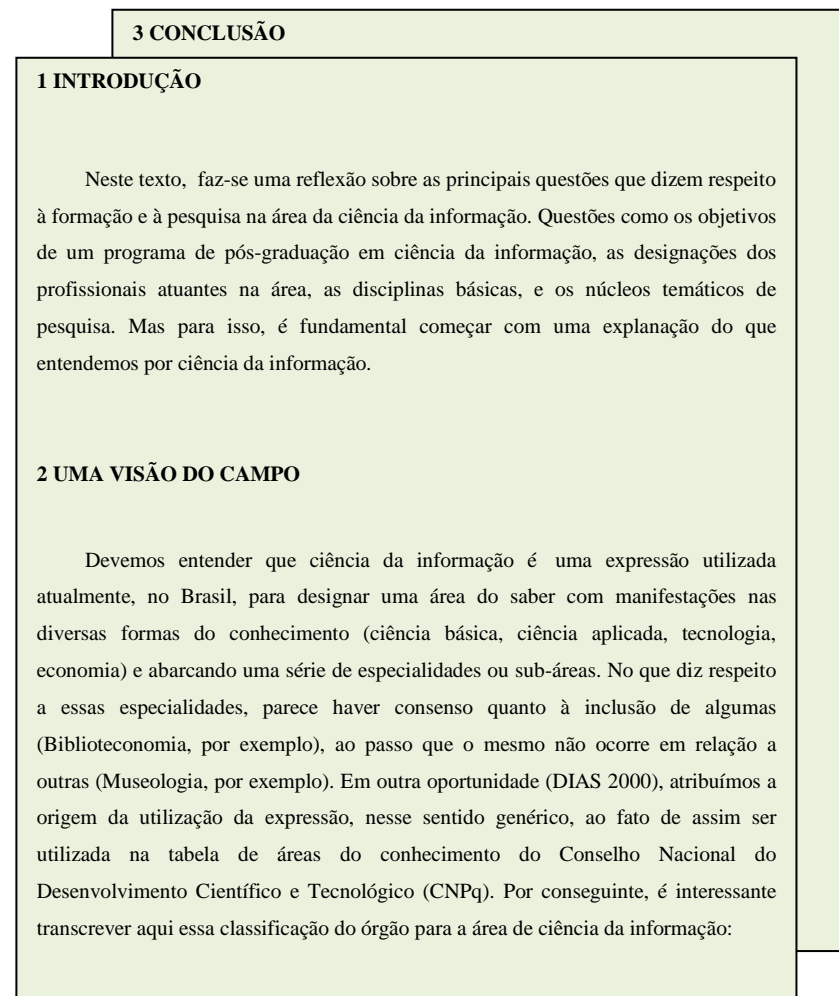 3 CONCLUSÃO
1 INTRODUÇÃO
Neste texto, faz-se uma reflexão sobre as principais questões que dizem respeito
à formação e à pesquisa na área da ciência da informação. Questões como os objetivos
de um programa de pós-graduação em ciência da informação, as designações dos
profissionais atuantes na área, as disciplinas básicas, e os núcleos temáticos de
pesquisa. Mas para isso, é fundamental começar com uma explanação do que
entendemos por ciência da informação.
2 UMA VISÃO DO CAMPO
Devemos entender que ciência da informação é uma expressão utilizada
atualmente, no Brasil, para designar uma área do saber com manifestações nas
diversas formas do conhecimento (ciência básica, ciência aplicada, tecnologia,
economia) e abarcando uma série de especialidades ou sub-áreas. No que diz respeito
a essas especialidades, parece haver consenso quanto à inclusão de algumas
(Biblioteconomia, por exemplo), ao passo que o mesmo não ocorre em relação a
outras (Museologia, por exemplo). Em outra oportunidade (DIAS 2000), atribuímos a
origem da utilização da expressão, nesse sentido genérico, ao fato de assim ser
utilizada na tabela de áreas do conhecimento do Conselho Nacional do
Desenvolvimento Científico e Tecnológico (CNPq). Por conseguinte, é interessante
transcrever aqui essa classificação do órgão para a área de ciência da informação: